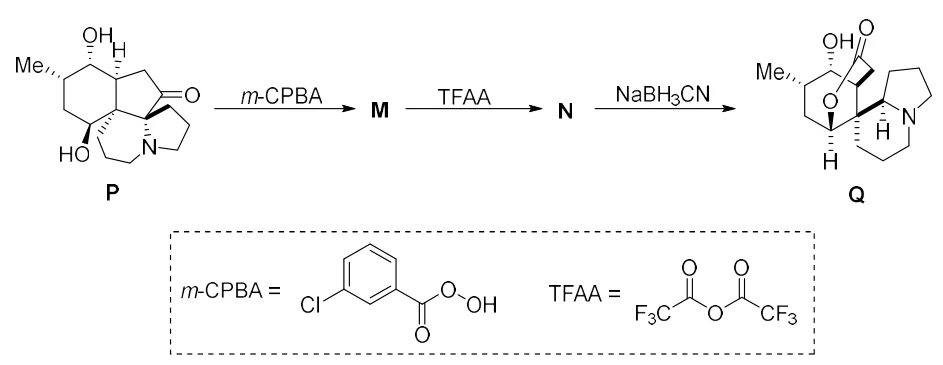 OH
H
Me
O
HO
N
P
m-CPBA
M
TFAA
N
NaBH₃CN
O
OH
Me
O
H
H
N
Q
m-CPBA =
Cl
O
OH
O
TFAA =
O
O
F₃C
O
CF₃